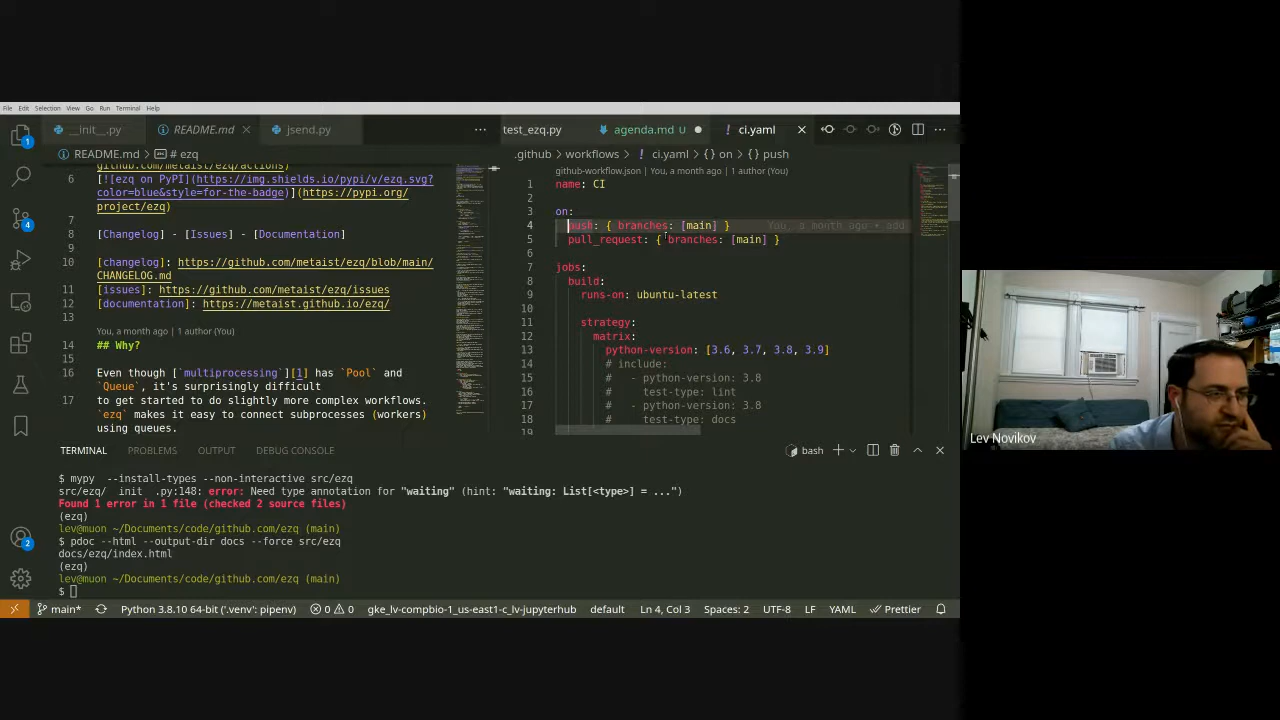 File Edit Selection View Go Run Terminal Help
__init__.py README.md jsend.py test_ezq.py agenda.md U ci.yaml
README.md > # ezq
.github > workflows > ! ci.yaml > {} on > {} push
github.com/metaist/ezq/actions)
6 [![ezq on PyPI](https://img.shields.io/pypi/v/ezq.svg?
color=blue&style=for-the-badge)](https://pypi.org/
project/ezq)
7
8 [Changelog] - [Issues] - [Documentation]
9
10 [changelog]: https://github.com/metaist/ezq/blob/main/
CHANGELOG.md
11 [issues]: https://github.com/metaist/ezq/issues
12 [documentation]: https://metaist.github.io/ezq/
13
You, a month ago | 1 author (You)
14 ## Why?
15
16 Even though [`multiprocessing`][1] has `Pool` and
`Queue`, it's surprisingly difficult
17 to get started to do slightly more complex workflows.
`ezq` makes it easy to connect subprocesses (workers)
using queues.
github-workflow.json | You, a month ago | 1 author (You)
1 name: CI
2
3 on:
4 push: { branches: [main] } You, a month ago • add
5 pull_request: { branches: [main] }
6
7 jobs:
8 build:
9 runs-on: ubuntu-latest
10
11 strategy:
12 matrix:
13 python-version: [3.6, 3.7, 3.8, 3.9]
14 # include:
15 # - python-version: 3.8
16 # test-type: lint
17 # - python-version: 3.8
18 # test-type: docs
19
TERMINAL PROBLEMS OUTPUT DEBUG CONSOLE bash
$ mypy --install-types --non-interactive src/ezq
src/ezq/__init__.py:148: error: Need type annotation for "waiting" (hint: "waiting: List[<type>] = ...")
Found 1 error in 1 file (checked 2 source files)
(ezq)
lev@muon ~/Documents/code/github.com/ezq (main)
$ pdoc --html --output-dir docs --force src/ezq
docs/ezq/index.html
(ezq)
lev@muon ~/Documents/code/github.com/ezq (main)
$
main* Python 3.8.10 64-bit ('.venv': pipenv) 0 0 gke_lv-compbio-1_us-east1-c_lv-jupyterhub default Ln 4, Col 3 Spaces: 2 UTF-8 LF YAML Prettier
1
4
2
Lev Novikov